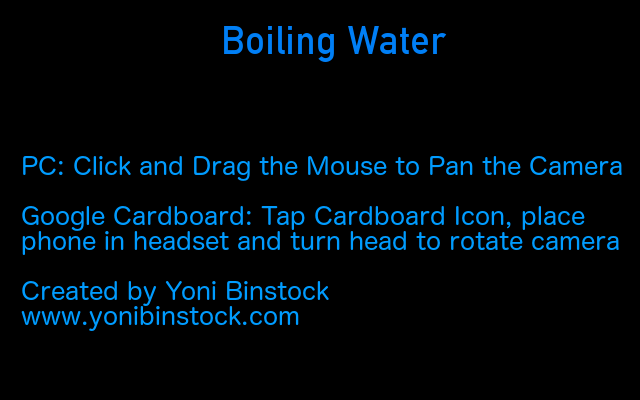 Boiling Water
PC: Click and Drag the Mouse to Pan the Camera
Google Cardboard: Tap Cardboard Icon, place
phone in headset and turn head to rotate camera
Created by Yoni Binstock
www.yonibinstock.com